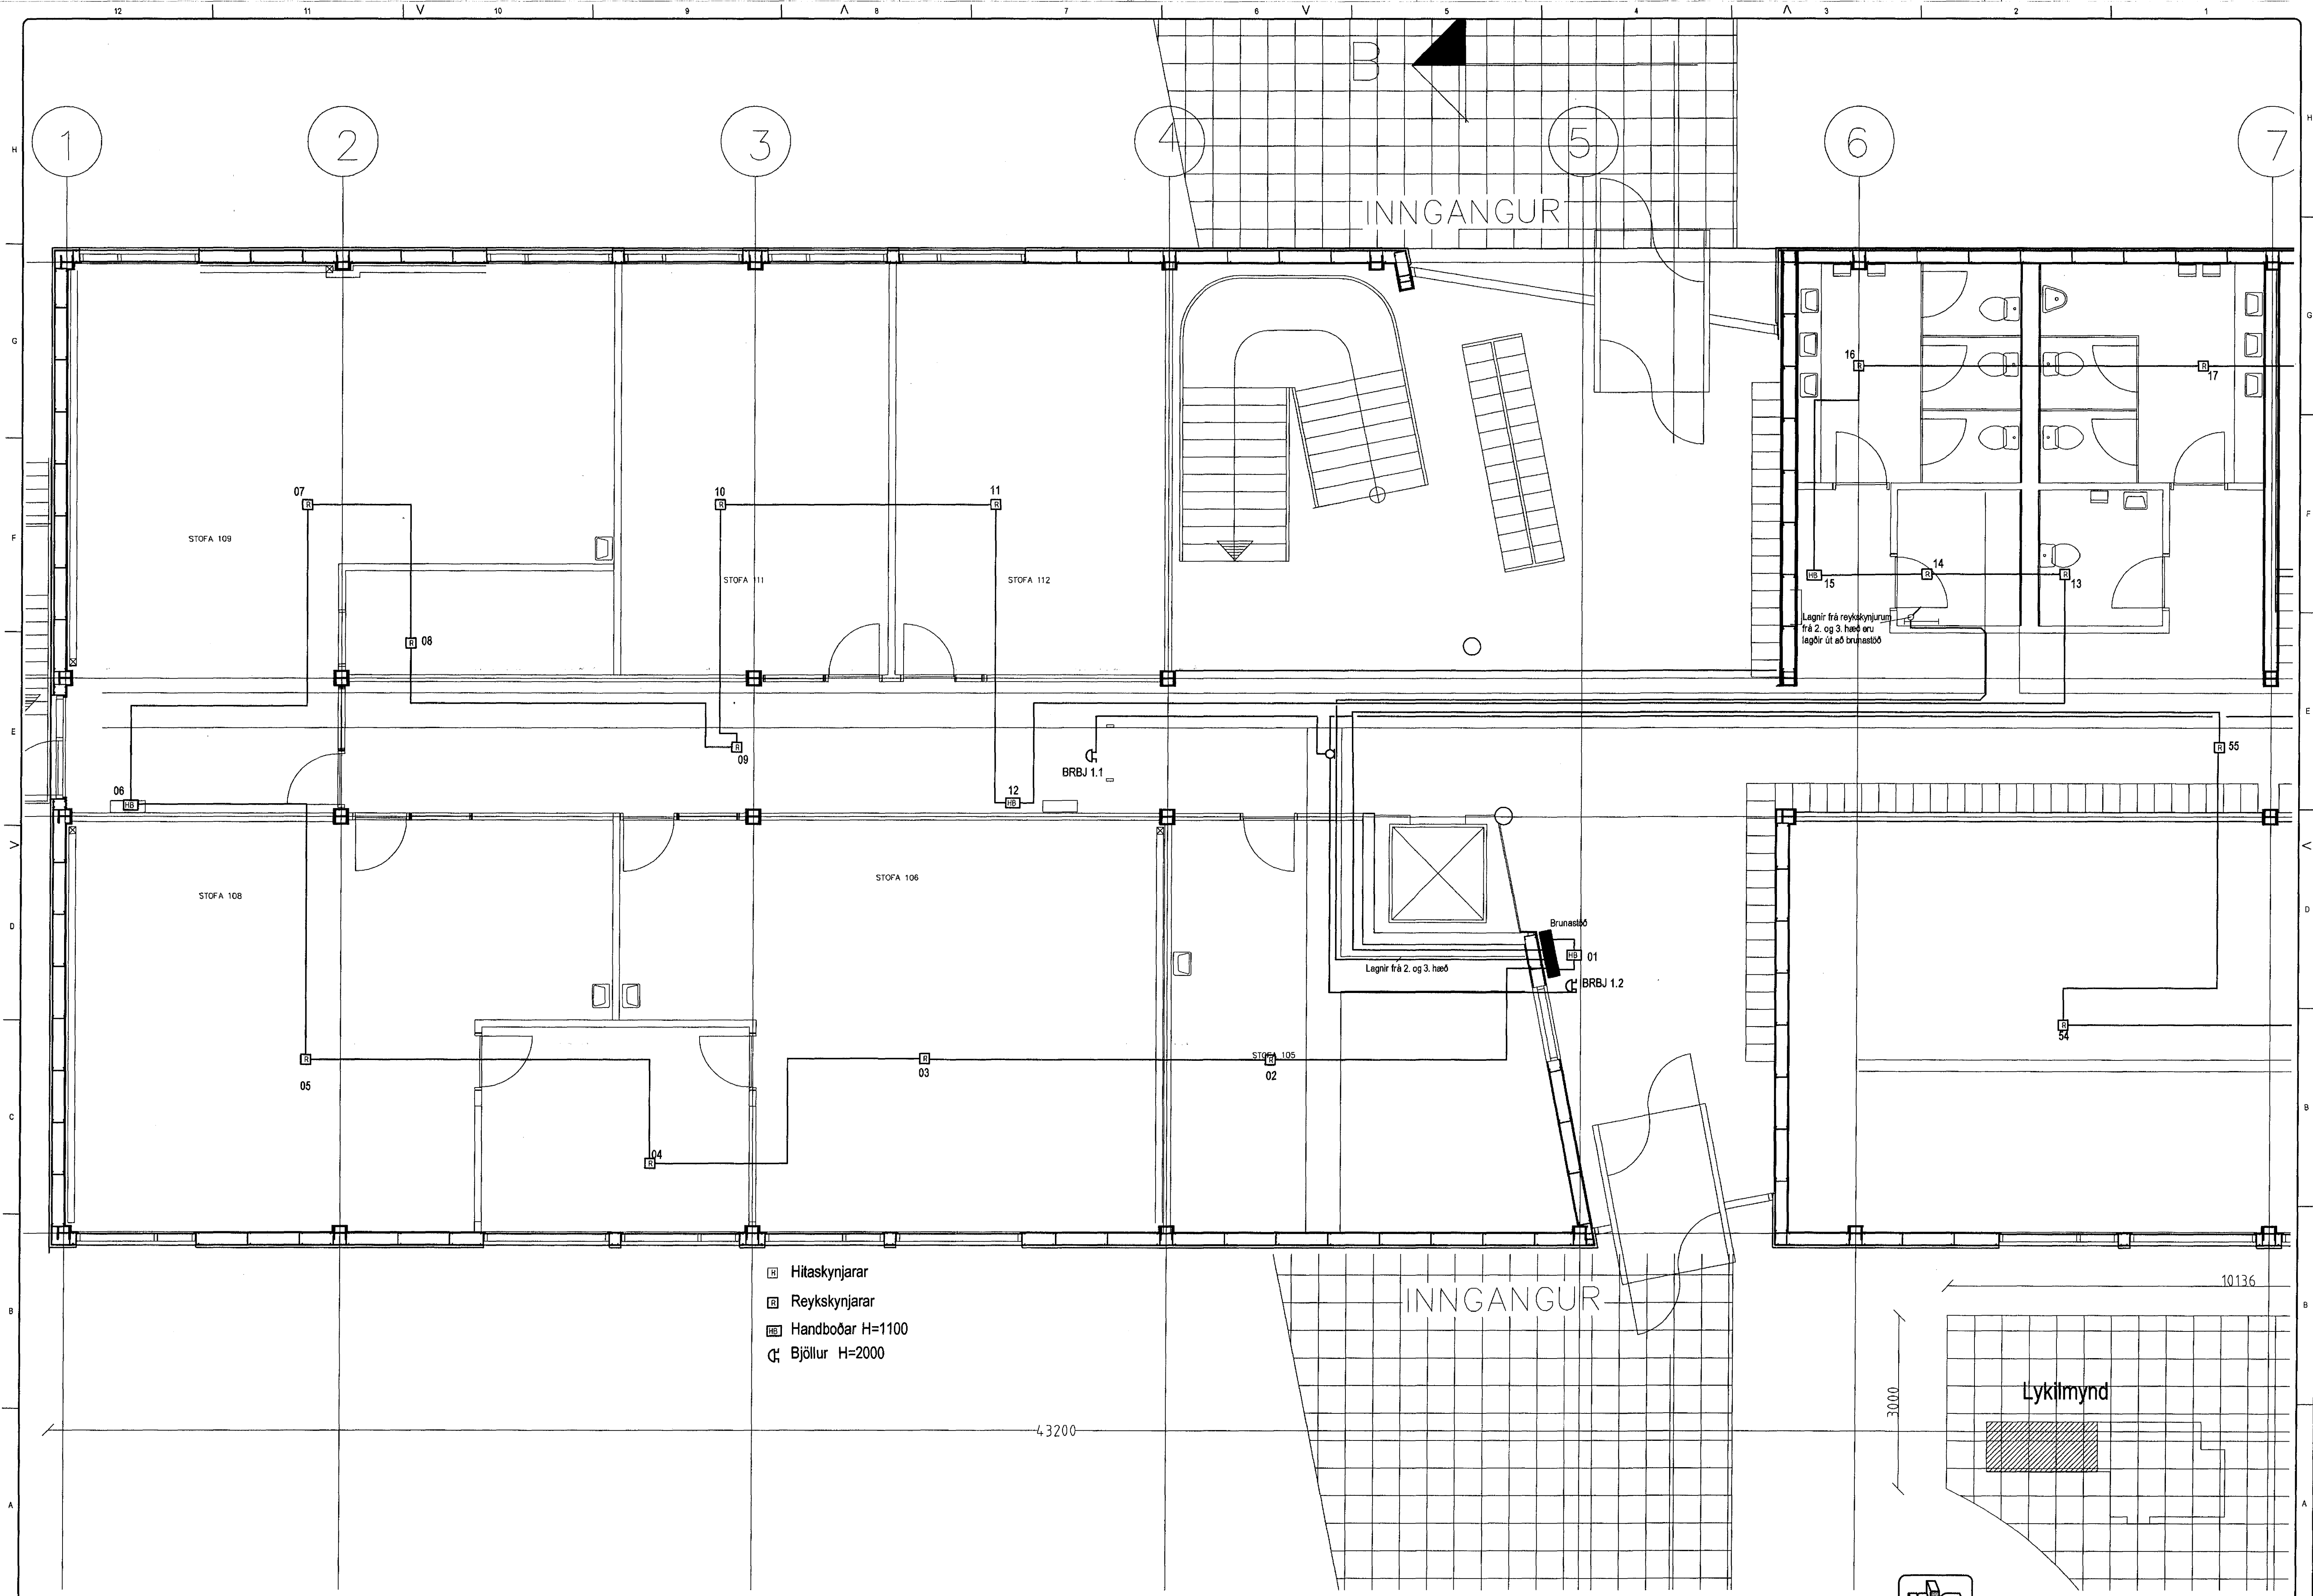 12 11 10 9 8 7 6 5 4 3 2 1
B
1 2 3 4 5 6 7
H H
INNGANGUR
G G
16
R
R
17
07
R
10
R
11
R
F F
STOFA 109
STOFA 111
STOFA 112
HB
15
R
14
R
13
Lagnir frá reykskynjurum
frá 2. og 3. hæð eru
lagðir út að brunastöð
R
08
E E
R
09
BRBJ 1.1
R
55
06
HB
12
HB
STOFA 106
STOFA 108
D D
Brunastöð
HB
01
Lagnir frá 2. og 3. hæð
BRBJ 1.2
R
54
R
05
R
03
STOFA 105
R
02
C B
04
R
H Hitaskynjarar
R Reykskynjarar
HB Handboðar H=1100
Bjöllur H=2000
INNGANGUR
10136
B B
3000
Lykilmynd
43200
A A